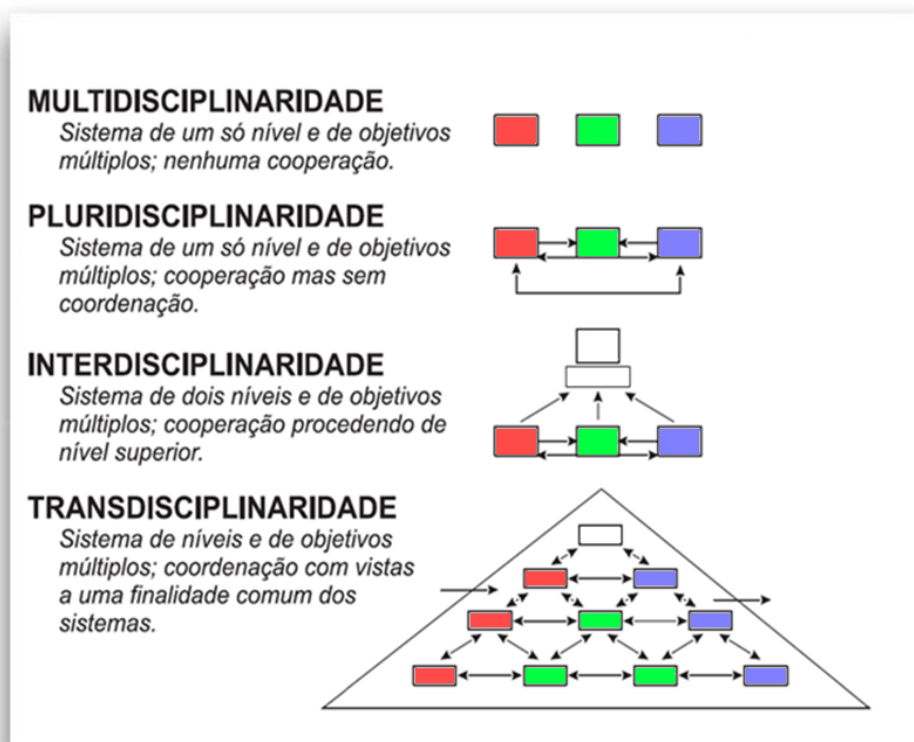 MULTIDISCIPLINARIDADE
Sistema de um só nível e de objetivos
múltiplos; nenhuma cooperação.
PLURIDISCIPLINARIDADE
Sistema de um só nível e de objetivos
múltiplos; cooperação mas sem
coordenação.
INTERDISCIPLINARIDADE
Sistema de dois níveis e de objetivos
múltiplos; cooperação procedendo de
nível superior.
TRANSDISCIPLINARIDADE
Sistema de níveis e de objetivos
múltiplos; coordenação com vistas
a uma finalidade comum dos
sistemas.